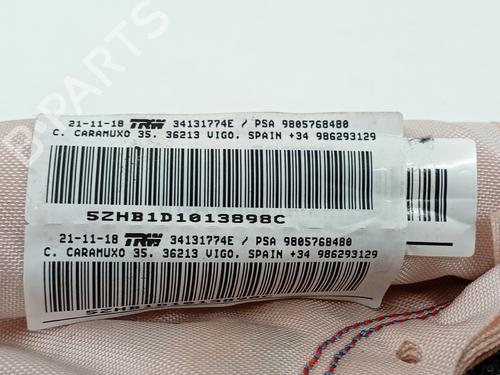 21-11-18 TRW 34131774E / PSA 9805768480
C. CARAMUXO 35. 36213 VIGO. SPAIN +34 986293129
5ZHB1D1013898C
21-11-18 TRW 34131774E / PSA 9805768480
C. CARAMUXO 35. 36213 VIGO. SPAIN +34 986293129
B-PARTS